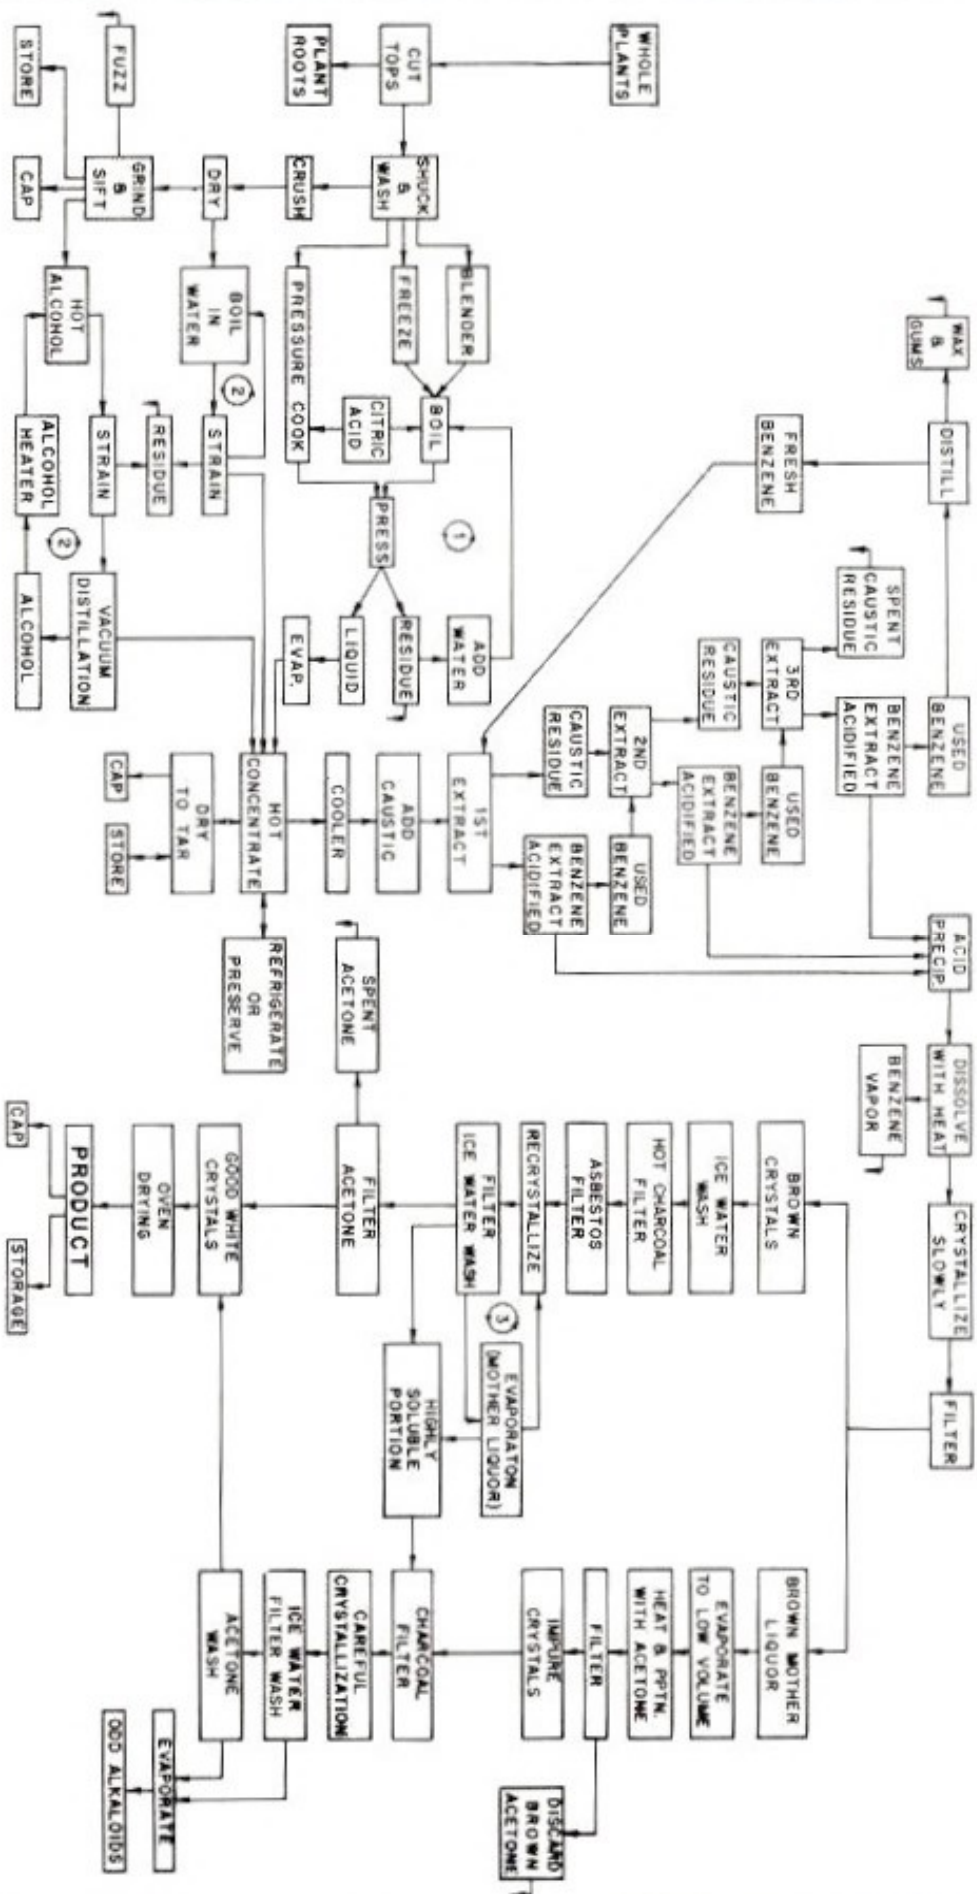 WHOLE
PLANTS
CUT
TOPS
PLANT
ROOTS
SHUCK
&
WASH
CRUSH
DRY
GRIND
&
SIFT
FUZZ
STORE
CAP
BLENDER
FREEZE
PRESSURE COOK
BOIL
CITRIC
ACID
1
PRESS
RESIDUE
LIQUID
ADD
WATER
EVAP.
BOIL
IN
WATER
2
STRAIN
RESIDUE
HOT
ALCOHOL
STRAIN
ALCOHOL
HEATER
2
VACUUM
DISTILLATION
ALCOHOL
WAX
&
GUMS
DISTILL
FRESH
BENZENE
USED
BENZENE
SPENT
CAUSTIC
RESIDUE
BENZENE
EXTRACT
ACIDIFIED
3RD
EXTRACT
CAUSTIC
RESIDUE
USED
BENZENE
BENZENE
EXTRACT
ACIDIFIED
2ND
EXTRACT
CAUSTIC
RESIDUE
USED
BENZENE
BENZENE
EXTRACT
ACIDIFIED
1ST
EXTRACT
ADD
CAUSTIC
COOLER
HOT
CONCENTRATE
DRY
TO TAR
CAP
STORE
REFRIGERATE
OR
PRESERVE
ACID
PRECIP.
DISSOLVE
WITH HEAT
BENZENE
VAPOR
CRYSTALLIZE
SLOWLY
FILTER
BROWN
CRYSTALS
ICE WATER
WASH
HOT CHARCOAL
FILTER
ASBESTOS
FILTER
RECRYSTALLIZE
FILTER
ICE WATER WASH
3
EVAPORATON
(MOTHER LIQUOR)
HIGHLY
SOLUBLE
PORTION
FILTER
ACETONE
SPENT
ACETONE
GOOD WHITE
CRYSTALS
OVEN
DRYING
PRODUCT
CAP
STORAGE
BROWN MOTHER
LIQUOR
EVAPORATE
TO LOW VOLUME
HEAT & PPTN.
WITH ACETONE
FILTER
DISCARD
BROWN
ACETONE
IMPURE
CRYSTALS
CHARCOAL
FILTER
CAREFUL
CRYSTALLIZATION
ICE WATER
FILTER WASH
ACETONE
WASH
EVAPORATE
ODD ALKALOIDS